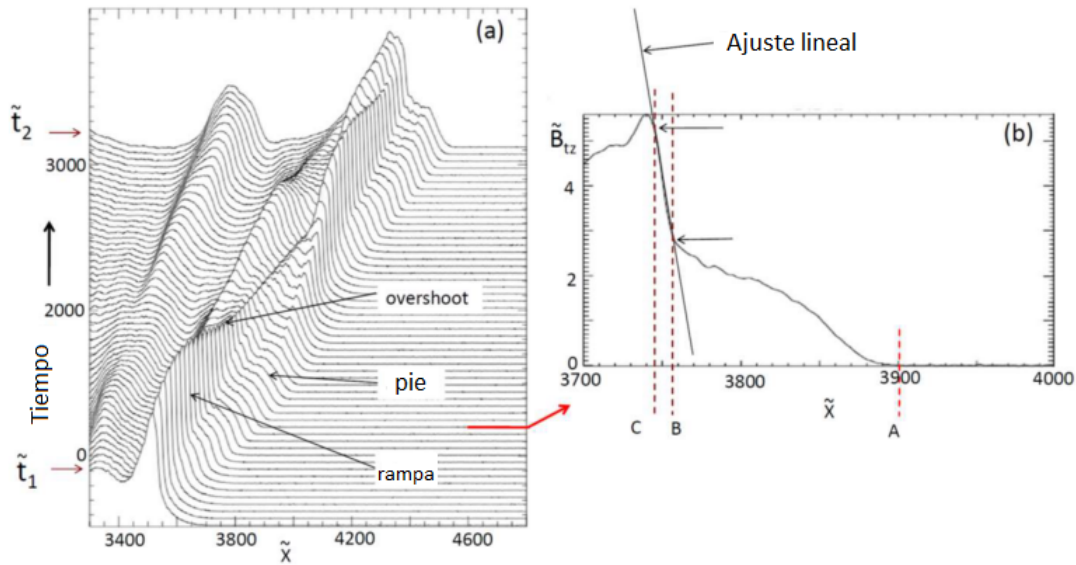 (a)
t̃₂
3000
Tiempo
2000
overshoot
pie
rampa
0
t̃₁
3400
3800
4200
4600
X̃
Ajuste lineal
B̃tz
(b)
4
2
0
3700
3800
3900
4000
X̃
C
B
A